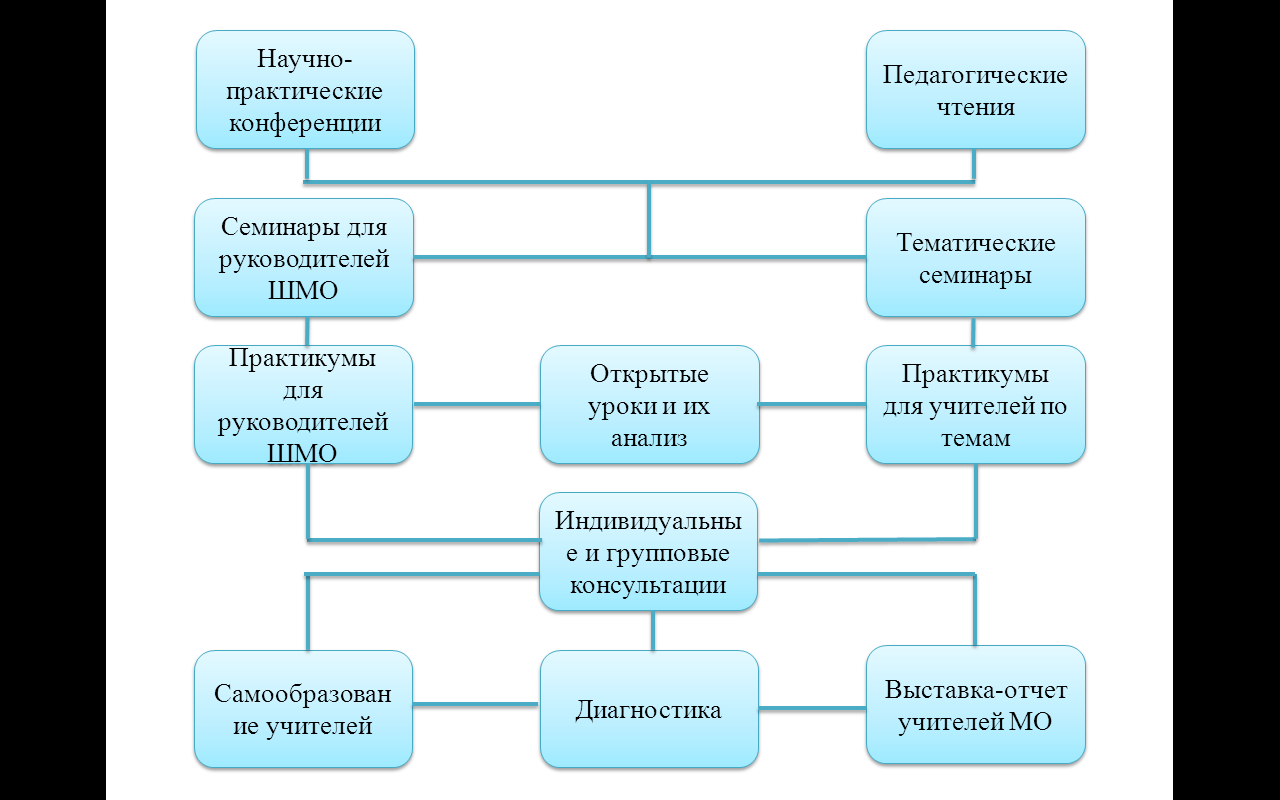 Научно-
практические
конференции
Педагогические
чтения
Семинары для
руководителей
ШМО
Тематические
семинары
Практикумы
для
руководителей
ШМО
Открытые
уроки и их
анализ
Практикумы
для учителей по
темам
Индивидуальны
е и групповые
консультации
Самообразован
ие учителей
Диагностика
Выставка-отчет
учителей МО